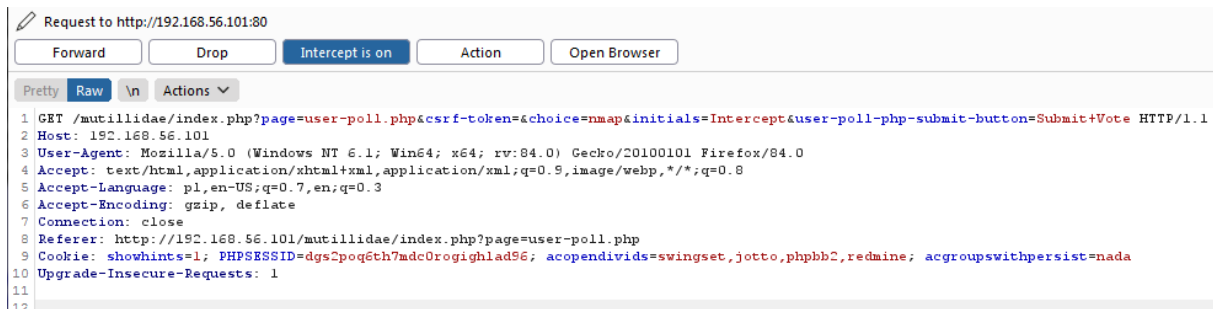 Request to http://192.168.56.101:80
Forward Drop Intercept is on Action Open Browser
Pretty Raw \n Actions
1 GET /mutillidae/index.php?page=user-poll.php&csrf-token=&choice=nmap&initials=Intercept&user-poll-php-submit-button=Submit+Vote HTTP/1.1
2 Host: 192.168.56.101
3 User-Agent: Mozilla/5.0 (Windows NT 6.1; Win64; x64; rv:84.0) Gecko/20100101 Firefox/84.0
4 Accept: text/html,application/xhtml+xml,application/xml;q=0.9,image/webp,*/*;q=0.8
5 Accept-Language: pl,en-US;q=0.7,en;q=0.3
6 Accept-Encoding: gzip, deflate
7 Connection: close
8 Referer: http://192.168.56.101/mutillidae/index.php?page=user-poll.php
9 Cookie: showhints=1; PHPSESSID=dgs2poq6th7mdc0rogighlad96; acopendivids=swingset,jotto,phpbb2,redmine; acgroupswithpersist=nada
10 Upgrade-Insecure-Requests: 1
11
12